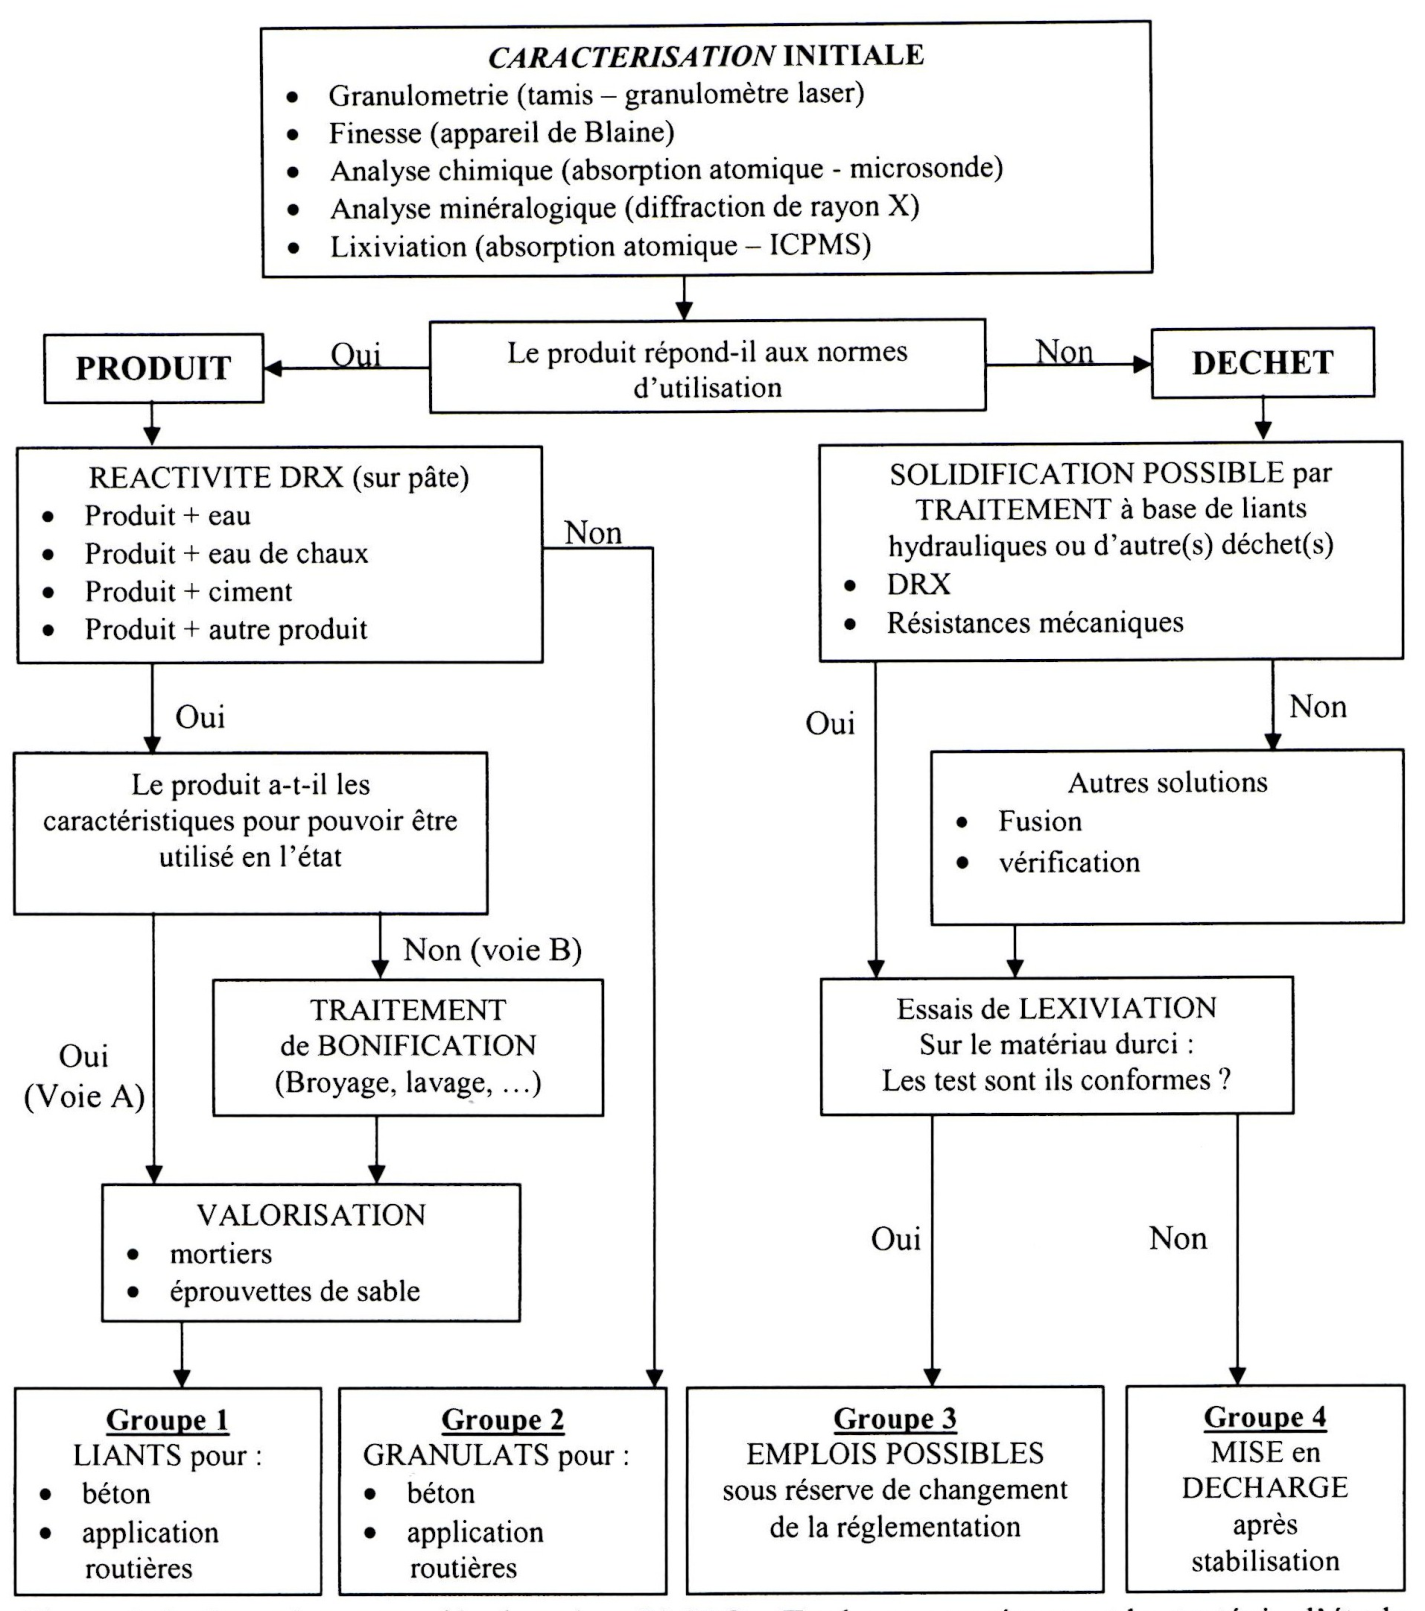 CARACTERISATION INITIALE
• Granulometrie (tamis – granulomètre laser)
• Finesse (appareil de Blaine)
• Analyse chimique (absorption atomique - microsonde)
• Analyse minéralogique (diffraction de rayon X)
• Lixiviation (absorption atomique – ICPMS)
PRODUIT
Oui
Le produit répond-il aux normes
d’utilisation
Non
DECHET
REACTIVITE DRX (sur pâte)
• Produit + eau
• Produit + eau de chaux
• Produit + ciment
• Produit + autre produit
Non
SOLIDIFICATION POSSIBLE par
TRAITEMENT à base de liants
hydrauliques ou d’autre(s) déchet(s)
• DRX
• Résistances mécaniques
Oui
Oui
Non
Le produit a-t-il les
caractéristiques pour pouvoir être
utilisé en l’état
Autres solutions
• Fusion
• vérification
Non (voie B)
Oui
(Voie A)
TRAITEMENT
de BONIFICATION
(Broyage, lavage, …)
Essais de LEXIVIATION
Sur le matériau durci :
Les test sont ils conformes ?
VALORISATION
• mortiers
• éprouvettes de sable
Oui
Non
Groupe 1
LIANTS pour :
• béton
• application
routières
Groupe 2
GRANULATS pour :
• béton
• application
routières
Groupe 3
EMPLOIS POSSIBLES
sous réserve de changement
de la réglementation
Groupe 4
MISE en
DECHARGE
après
stabilisation